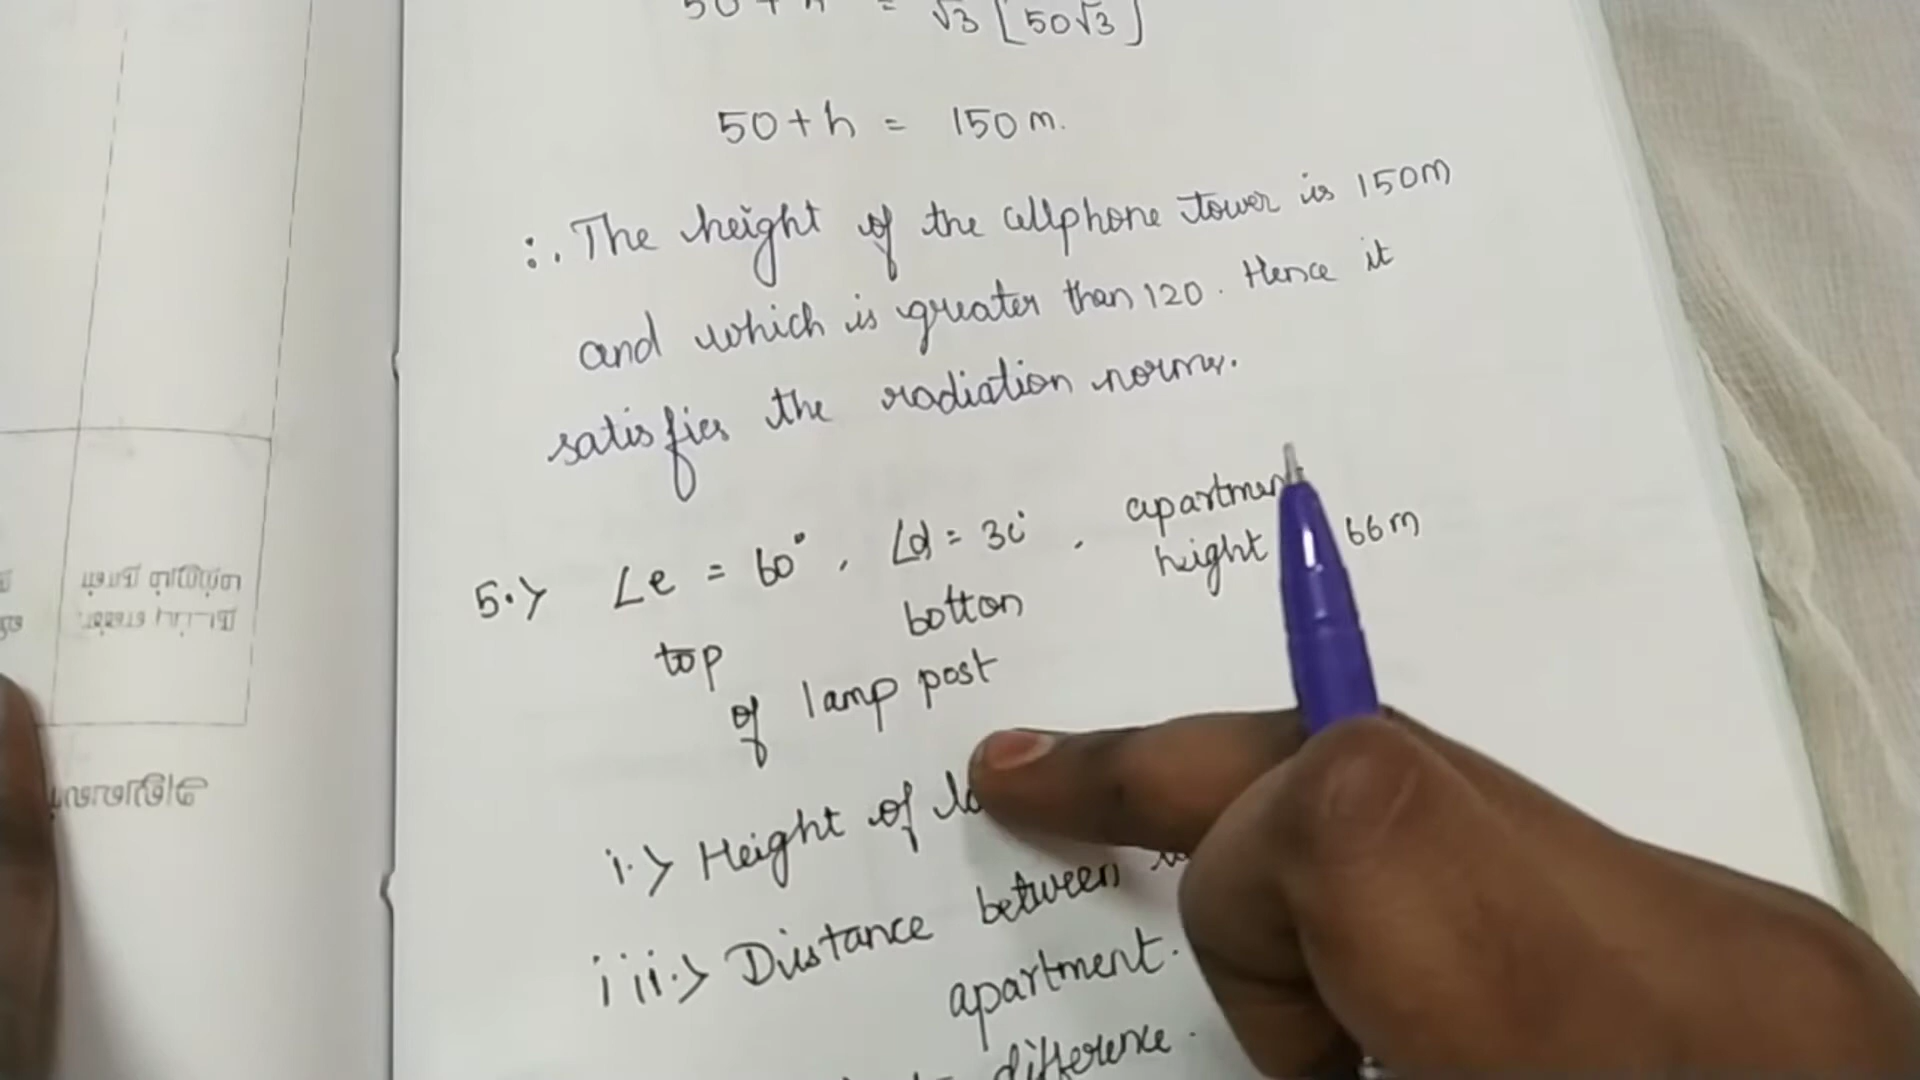 50 + h = √3 [50√3]
50 + h = 150 m.
∴ The height of the cellphone tower is 150m
and which is greater than 120. Hence it
satisfies the radiation norms.
5.> ∠e = 60°, ∠d = 30°, apartment
height 66m
top botton
of lamp post
i.> Height of
iii.> Distance between
apartment.
difference.